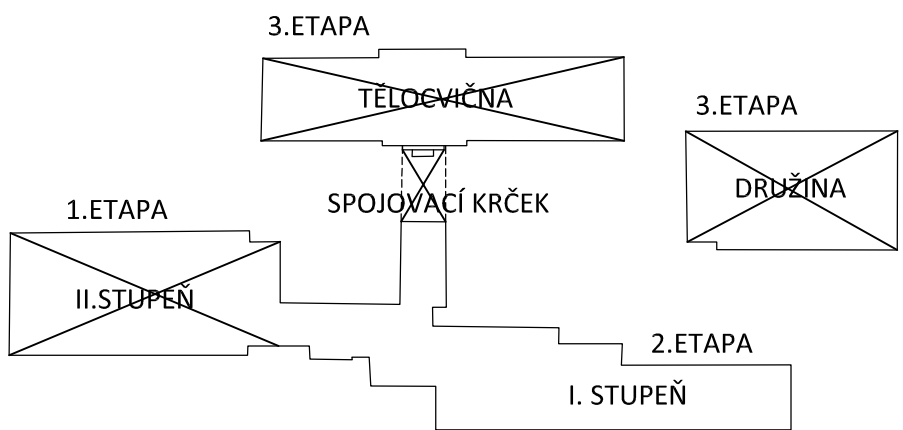 3.ETAPA
TĚLOCVIČNA
3.ETAPA
DRUŽINA
SPOJOVACÍ KRČEK
1.ETAPA
II.STUPEŇ
2.ETAPA
I. STUPEŇ